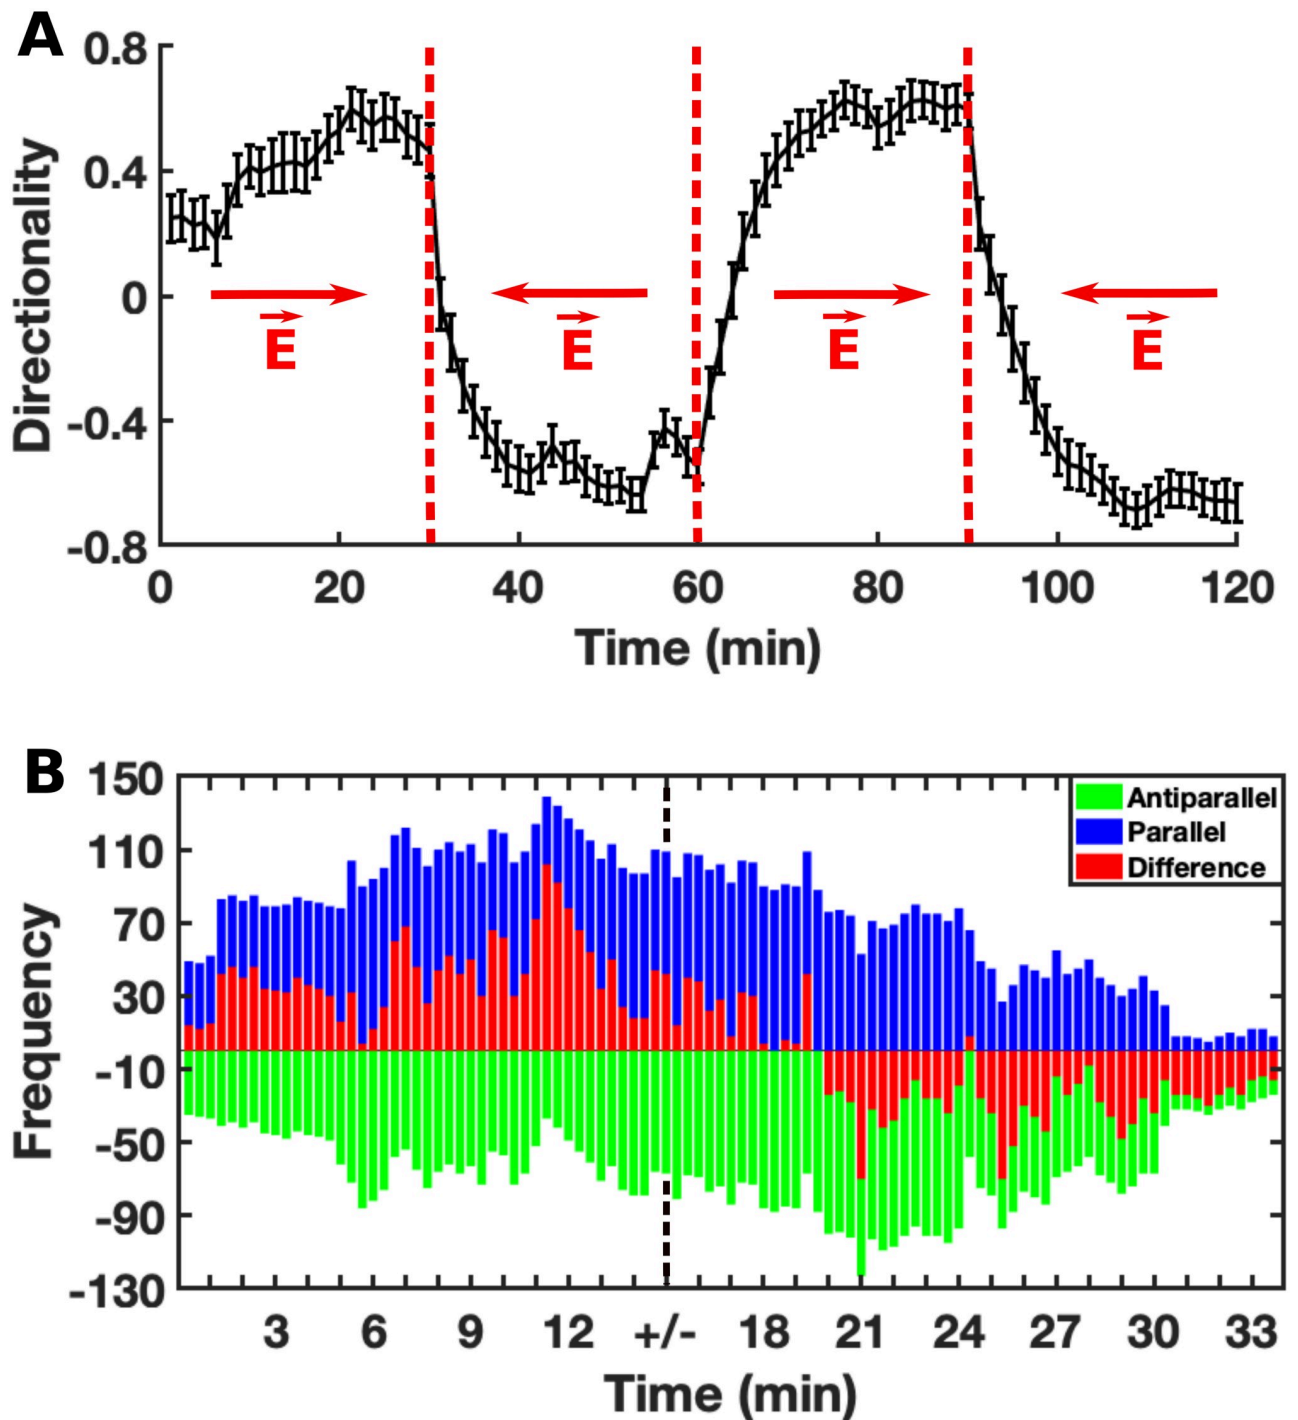 A
0.8
0.4
0
-0.4
-0.8
Directionality
E
E
E
E
0 20 40 60 80 100 120
Time (min)
B
150
110
70
30
-10
-50
-90
-130
Frequency
Antiparallel
Parallel
Difference
3 6 9 12 +/- 18 21 24 27 30 33
Time (min)